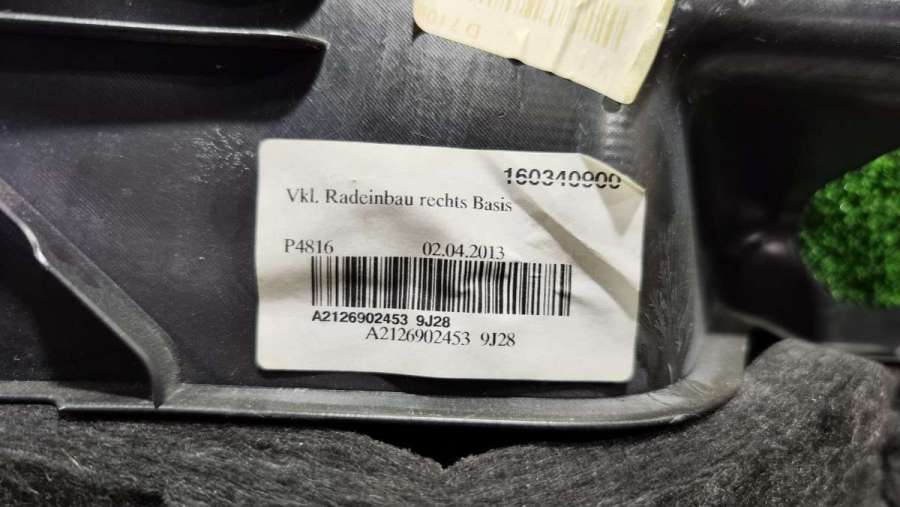 160340900
Vkl. Radeinbau rechts Basis
P4816 02.04.2013
A2126902453 9J28
A2126902453 9J28